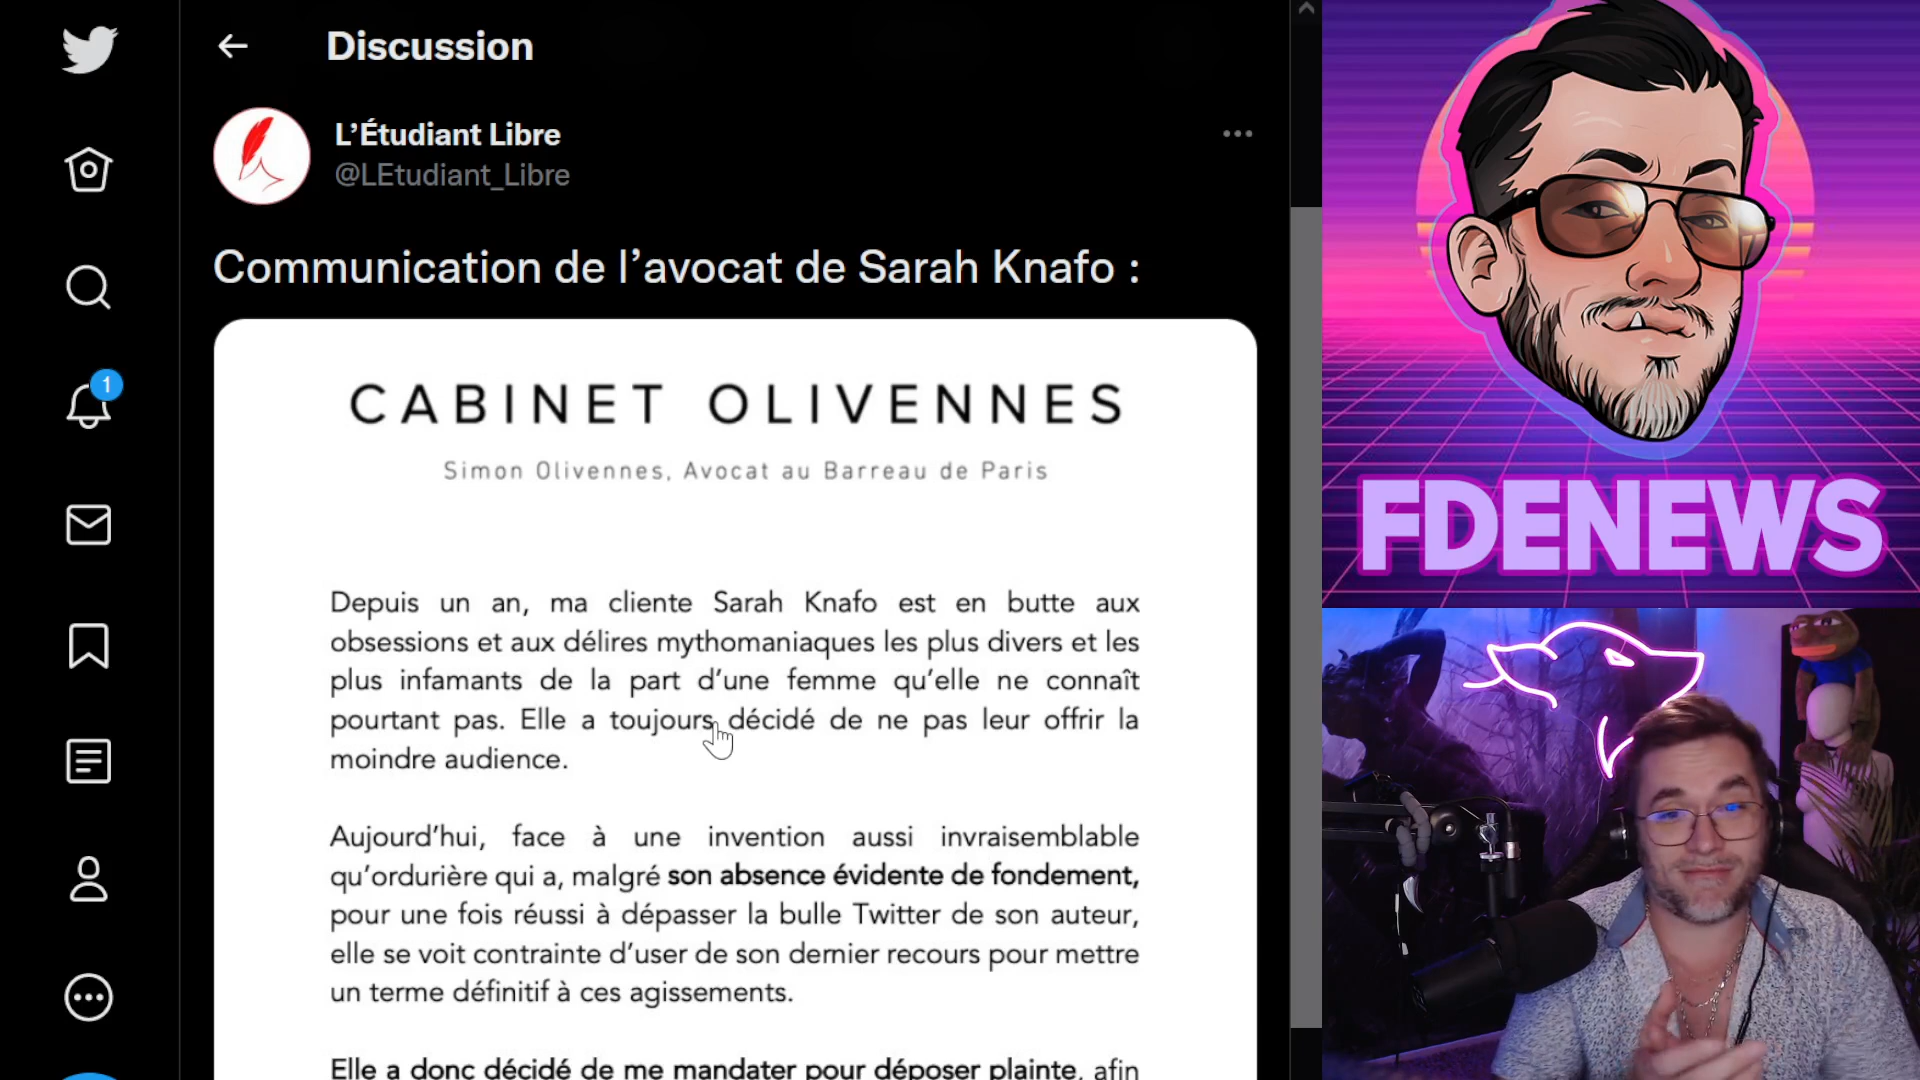 Discussion
L’Étudiant Libre
@LEtudiant_Libre
Communication de l’avocat de Sarah Knafo :
CABINET OLIVENNES
Simon Olivennes, Avocat au Barreau de Paris
Depuis un an, ma cliente Sarah Knafo est en butte aux
obsessions et aux délires mythomaniaques les plus divers et les
plus infamants de la part d’une femme qu’elle ne connaît
pourtant pas. Elle a toujours décidé de ne pas leur offrir la
moindre audience.
Aujourd’hui, face à une invention aussi invraisemblable
qu’ordurière qui a, malgré son absence évidente de fondement,
pour une fois réussi à dépasser la bulle Twitter de son auteur,
elle se voit contrainte d’user de son dernier recours pour mettre
un terme définitif à ces agissements.
Elle a donc décidé de me mandater pour déposer plainte, afin
1
FDENEWS